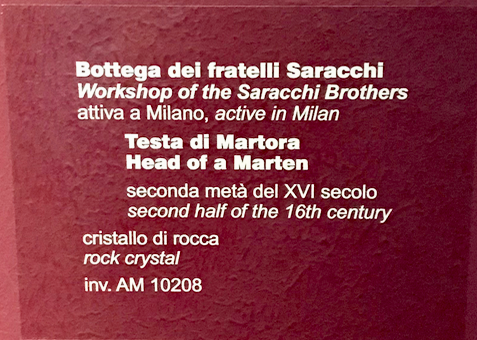 Bottega dei fratelli Saracchi
Workshop of the Saracchi Brothers
attiva a Milano, active in Milan
Testa di Martora
Head of a Marten
seconda metà del XVI secolo
second half of the 16th century
cristallo di rocca
rock crystal
inv. AM 10208